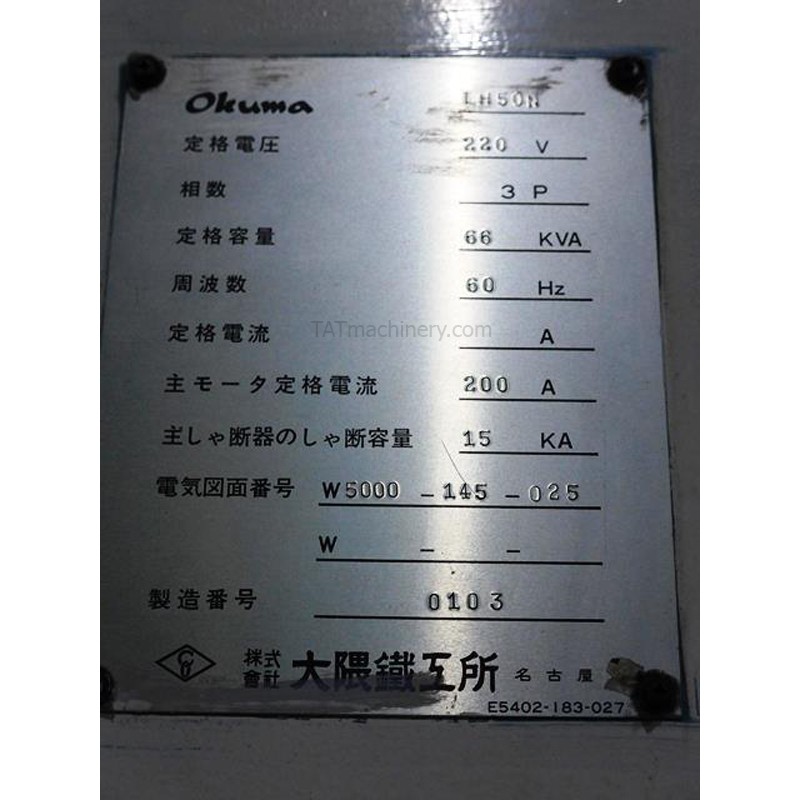 Okuma LH50N
定格電圧 220 V
相数 3 P
定格容量 66 KVA
周波数 60 Hz
定格電流 A
TATmachinery.com
主モータ定格電流 200 A
主しゃ断器のしゃ断容量 15 KA
電気図面番号 W5000-145-025
W - -
製造番号 0103
株式會社 大隈鐵工所 名古屋
E5402-183-027